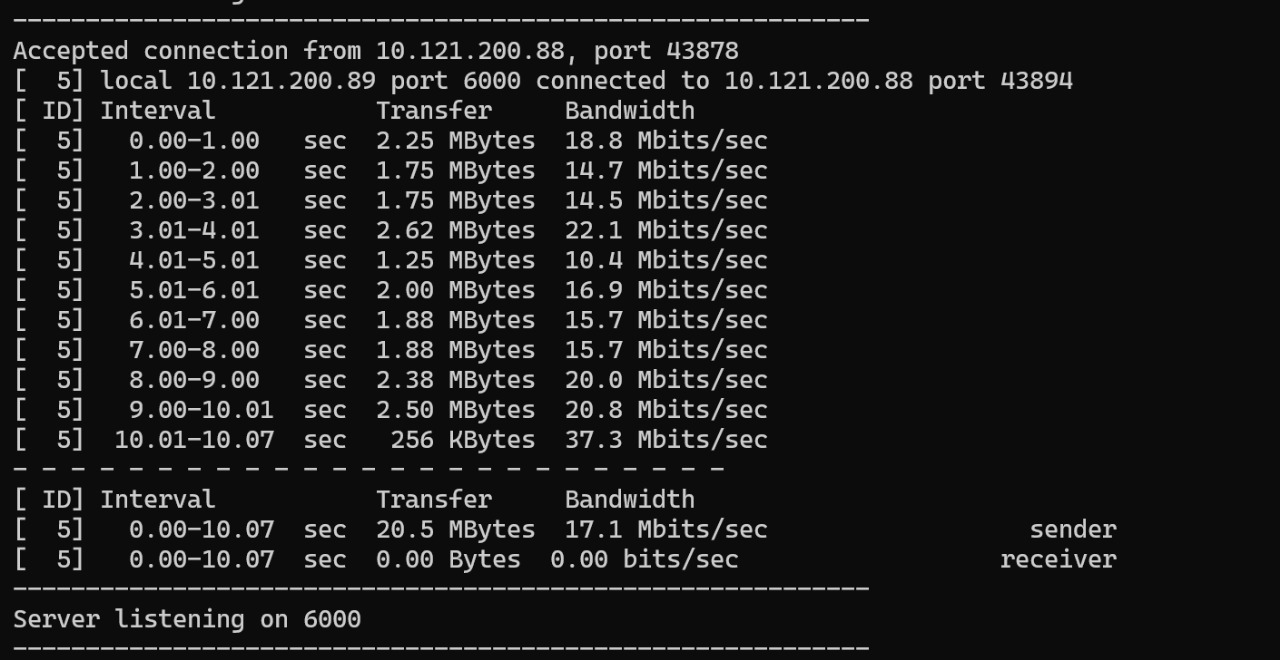 ------------------------------------------------------------
Accepted connection from 10.121.200.88, port 43878
[  5] local 10.121.200.89 port 6000 connected to 10.121.200.88 port 43894
[ ID] Interval           Transfer     Bandwidth
[  5]   0.00-1.00   sec  2.25 MBytes  18.8 Mbits/sec
[  5]   1.00-2.00   sec  1.75 MBytes  14.7 Mbits/sec
[  5]   2.00-3.01   sec  1.75 MBytes  14.5 Mbits/sec
[  5]   3.01-4.01   sec  2.62 MBytes  22.1 Mbits/sec
[  5]   4.01-5.01   sec  1.25 MBytes  10.4 Mbits/sec
[  5]   5.01-6.01   sec  2.00 MBytes  16.9 Mbits/sec
[  5]   6.01-7.00   sec  1.88 MBytes  15.7 Mbits/sec
[  5]   7.00-8.00   sec  1.88 MBytes  15.7 Mbits/sec
[  5]   8.00-9.00   sec  2.38 MBytes  20.0 Mbits/sec
[  5]   9.00-10.01  sec  2.50 MBytes  20.8 Mbits/sec
[  5]  10.01-10.07  sec   256 KBytes  37.3 Mbits/sec
- - - - - - - - - - - - - - - - - - - - - - - - -
[ ID] Interval           Transfer     Bandwidth
[  5]   0.00-10.07  sec  20.5 MBytes  17.1 Mbits/sec                  sender
[  5]   0.00-10.07  sec  0.00 Bytes  0.00 bits/sec                  receiver
-----------------------------------------------------------
Server listening on 6000
-----------------------------------------------------------